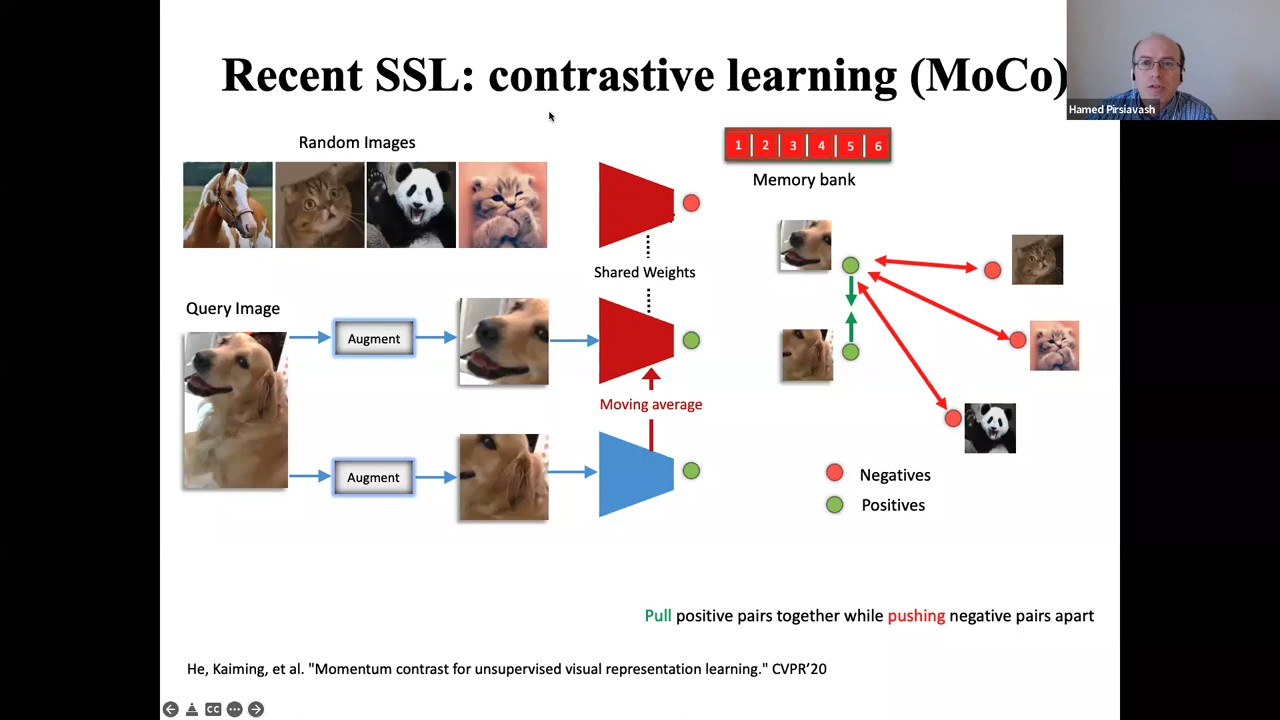 Recent SSL: contrastive learning (MoCo)
Hamed Pirsiavash
Random Images
1 2 3 4 5 6
Memory bank
Shared Weights
Query Image
Augment
Moving average
Augment
Negatives
Positives
Pull positive pairs together while pushing negative pairs apart
He, Kaiming, et al. "Momentum contrast for unsupervised visual representation learning." CVPR’20
CC